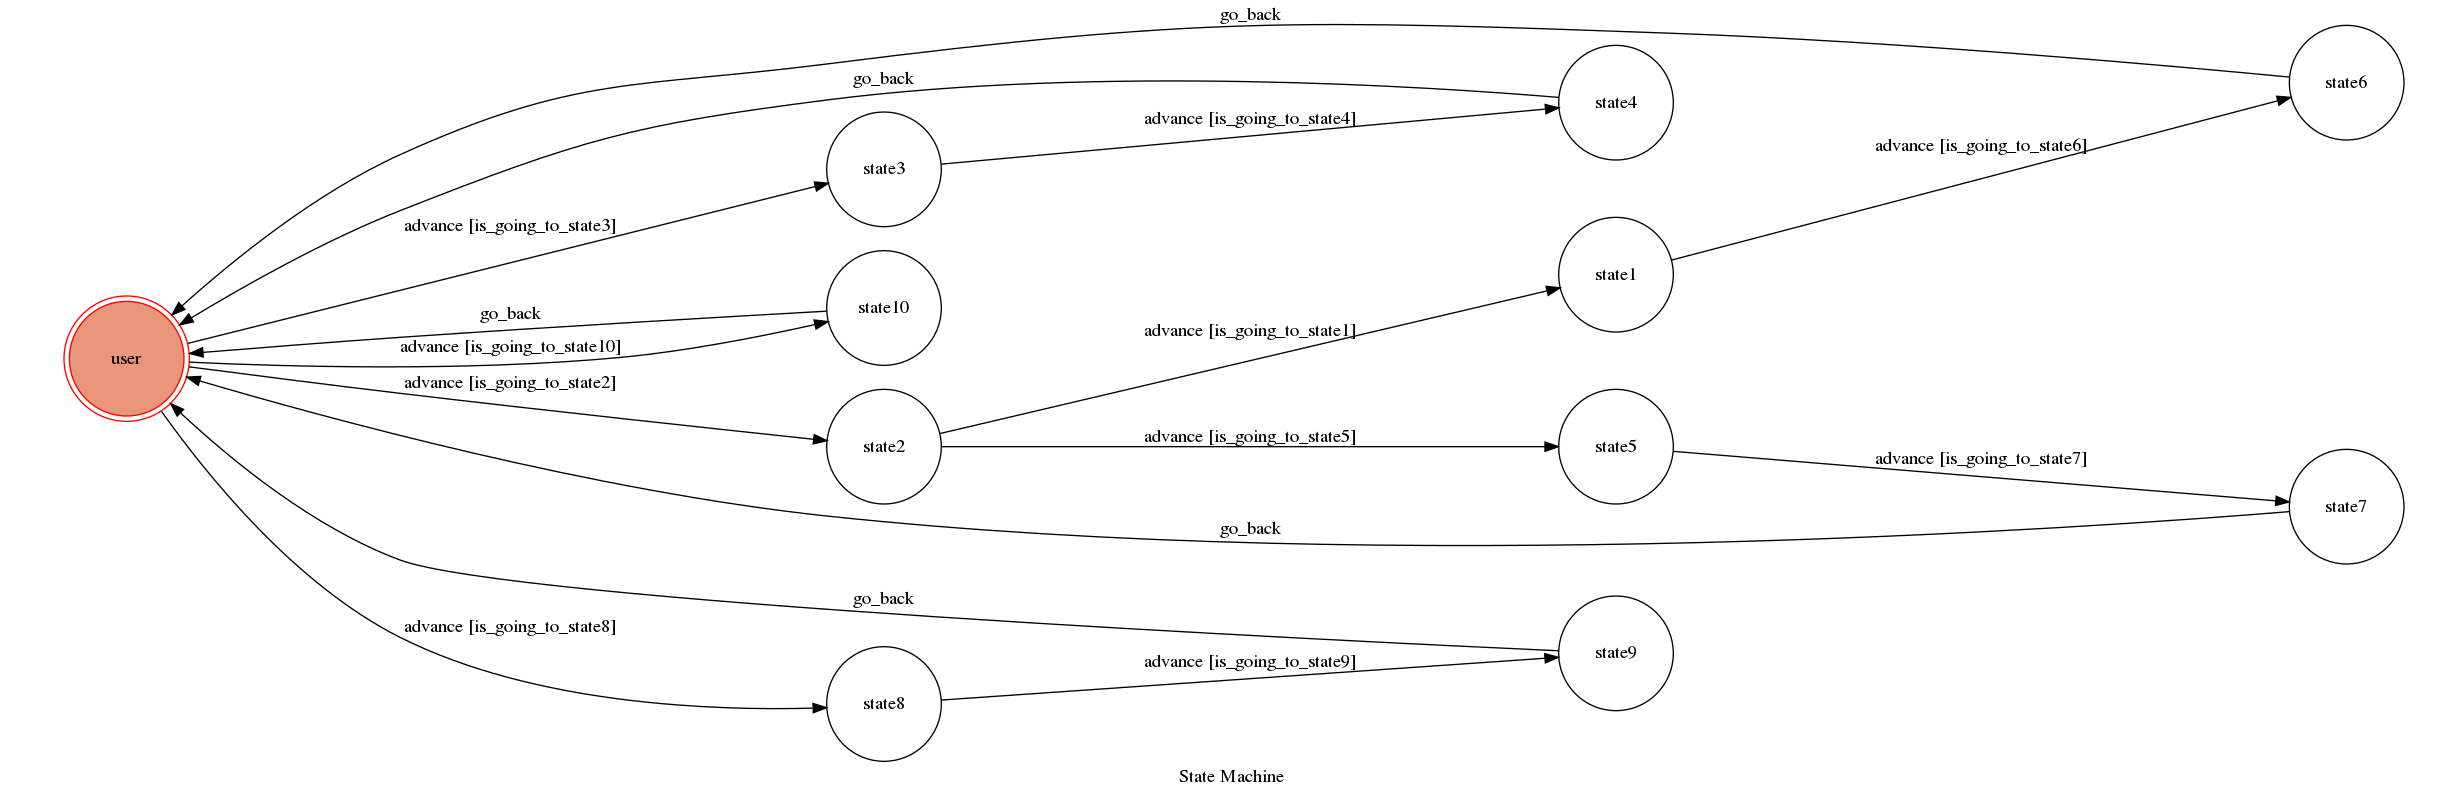 go_back
state6
go_back
state4
advance [is_going_to_state4]
advance [is_going_to_state6]
state3
advance [is_going_to_state3]
state1
state10
go_back
advance [is_going_to_state1]
advance [is_going_to_state10]
user
advance [is_going_to_state2]
advance [is_going_to_state5]
state2
state5
advance [is_going_to_state7]
state7
go_back
go_back
advance [is_going_to_state8]
state9
advance [is_going_to_state9]
state8
State Machine